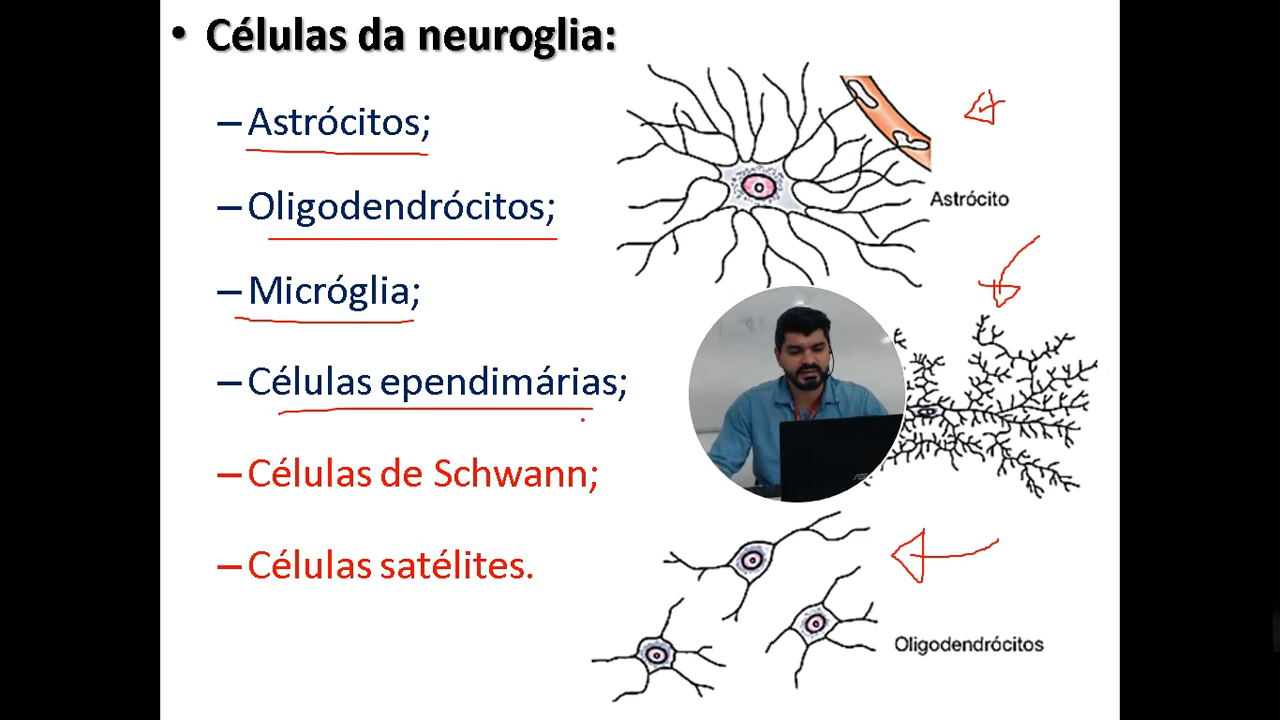 • Células da neuroglia:
– Astrócitos;
– Oligodendrócitos;
– Micróglia;
– Células ependimárias;
– Células de Schwann;
– Células satélites.
Astrócito
Oligodendrócitos